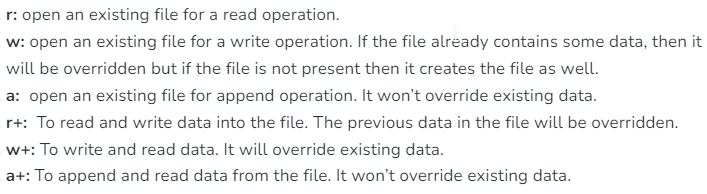 r: open an existing file for a read operation.
w: open an existing file for a write operation. If the file already contains some data, then it
will be overridden but if the file is not present then it creates the file as well.
a:  open an existing file for append operation. It won’t override existing data.
r+:  To read and write data into the file. The previous data in the file will be overridden.
w+: To write and read data. It will override existing data.
a+: To append and read data from the file. It won’t override existing data.